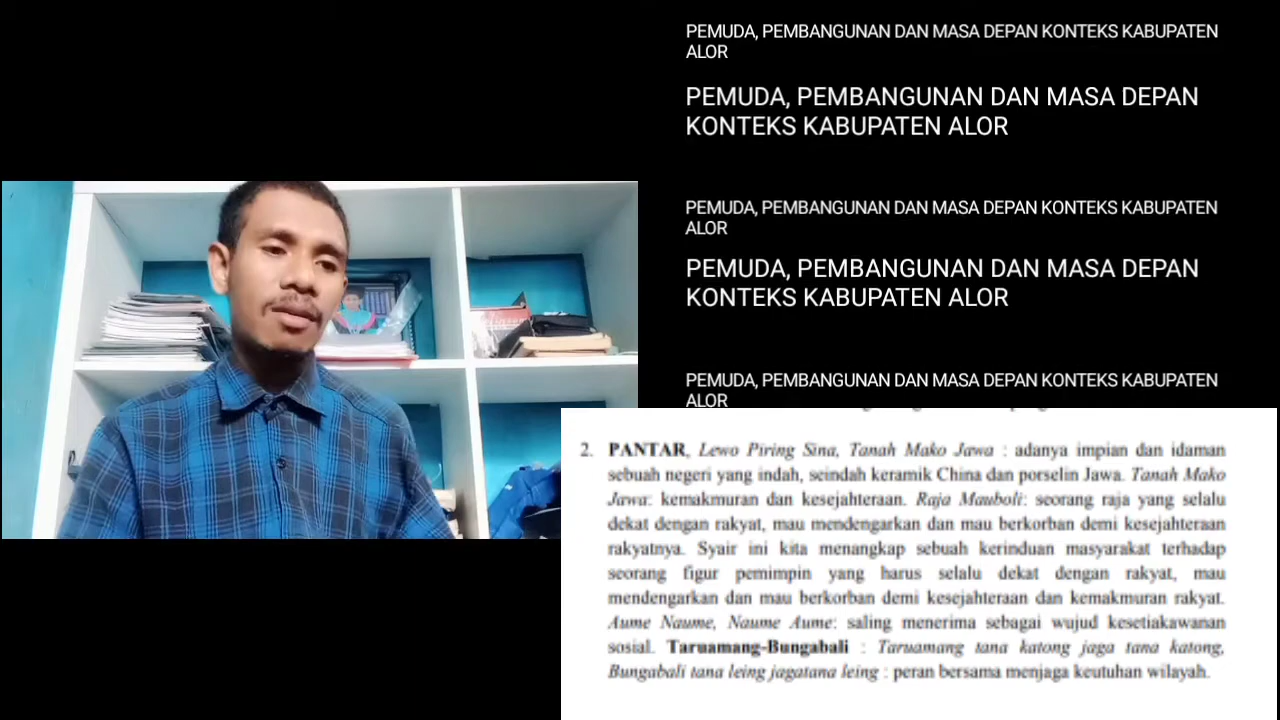 PEMUDA, PEMBANGUNAN DAN MASA DEPAN KONTEKS KABUPATEN
ALOR
PEMUDA, PEMBANGUNAN DAN MASA DEPAN
KONTEKS KABUPATEN ALOR
PEMUDA, PEMBANGUNAN DAN MASA DEPAN KONTEKS KABUPATEN
ALOR
PEMUDA, PEMBANGUNAN DAN MASA DEPAN
KONTEKS KABUPATEN ALOR
PEMUDA, PEMBANGUNAN DAN MASA DEPAN KONTEKS KABUPATEN
ALOR
2. PANTAR, Lewo Piring Sina, Tanah Mako Jawa : adanya impian dan idaman
sebuah negeri yang indah, seindah keramik China dan porselin Jawa. Tanah Mako
Jawa: kemakmuran dan kesejahteraan. Raja Mauboli: seorang raja yang selalu
dekat dengan rakyat, mau mendengarkan dan mau berkorban demi kesejahteraan
rakyatnya. Syair ini kita menangkap sebuah kerinduan masyarakat terhadap
seorang figur pemimpin yang harus selalu dekat dengan rakyat, mau
mendengarkan dan mau berkorban demi kesejahteraan dan kemakmuran rakyat.
Aume Naume, Naume Aume: saling menerima sebagai wujud kesetiakawanan
sosial. Taruamang-Bungabali : Taruamang tana katong jaga tana katong,
Bungabali tana leing jagatana leing : peran bersama menjaga keutuhan wilayah.